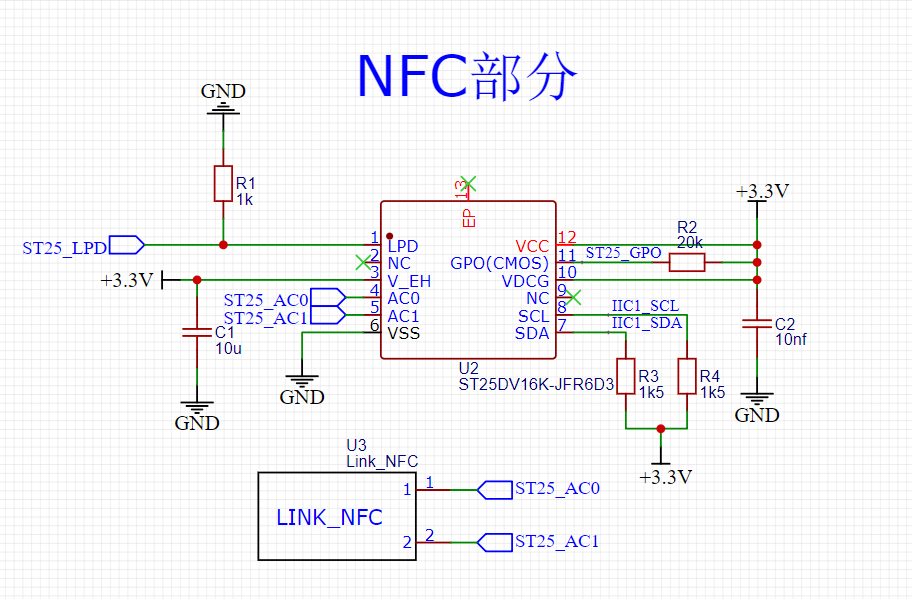 NFC部分
GND
R1
1k
ST25_LPD
+3.3V
C1
10u
GND
ST25_AC0
ST25_AC1
GND
13
EP
1
LPD
2
NC
3
V_EH
4
AC0
5
AC1
6
VSS
VCC
12
GPO(CMOS)
11
VDCG
10
NC
9
SCL
8
SDA
7
U2
ST25DV16K-JFR6D3
ST25_GPO
R2
20k
+3.3V
IIC1_SCL
IIC1_SDA
R3
1k5
R4
1k5
+3.3V
C2
10nf
GND
U3
Link_NFC
LINK_NFC
1
1
ST25_AC0
2
2
ST25_AC1